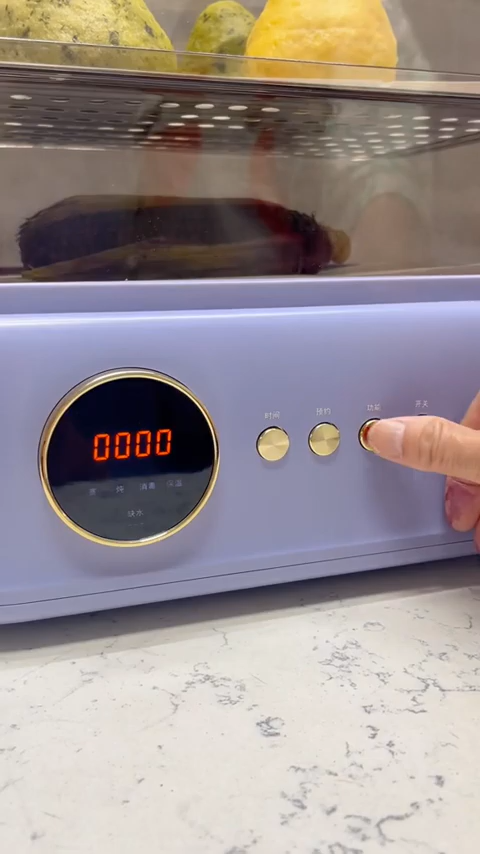 时间 预约 功能 开关
0000
蒸 炖 消毒 保温
缺水